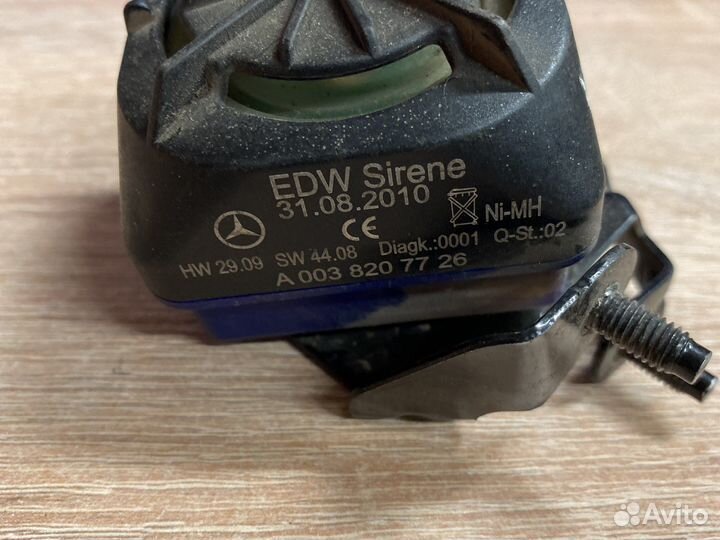 EDW Sirene
31.08.2010
CE Ni-MH
HW 29.09 SW 44.08 Diagk.:0001 Q-St.:02
A 003 820 77 26
Avito